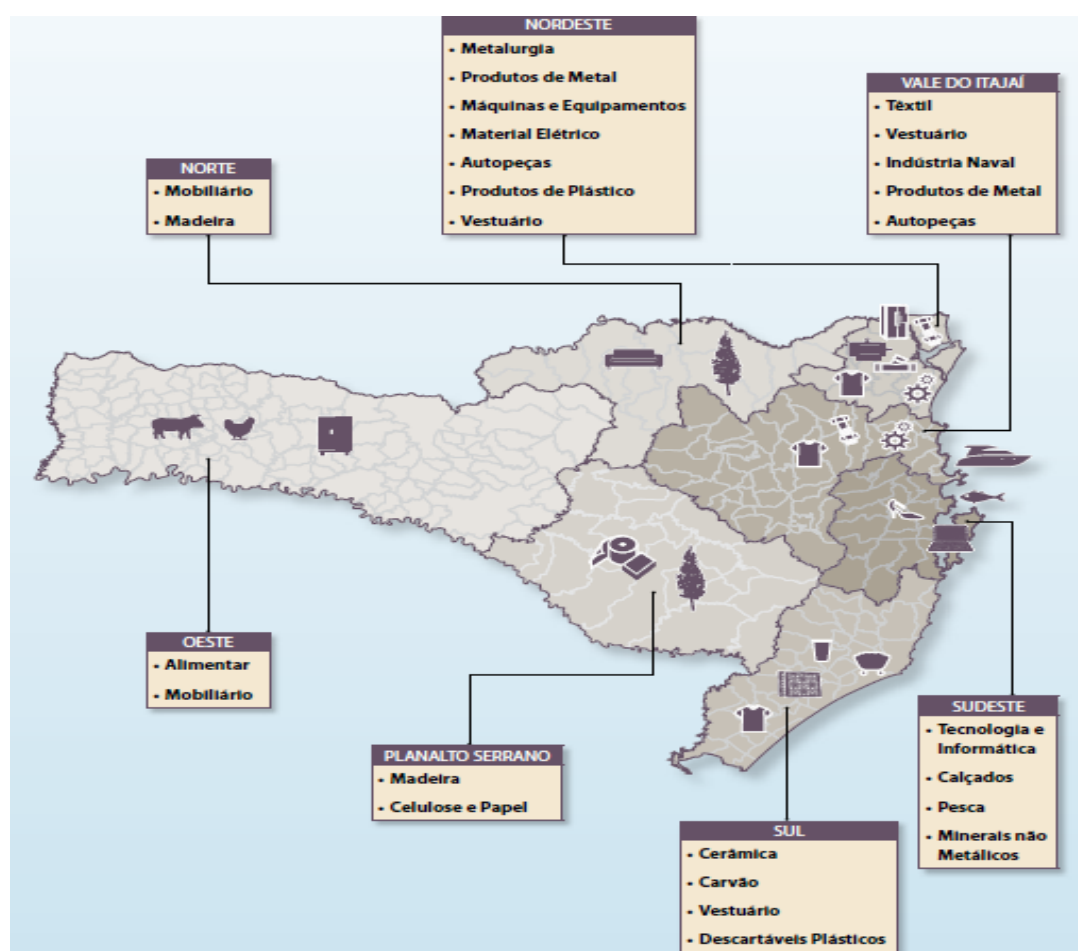 NORDESTE
• Metalurgia
• Produtos de Metal
• Máquinas e Equipamentos
• Material Elétrico
• Autopeças
• Produtos de Plástico
• Vestuário
VALE DO ITAJAÍ
• Têxtil
• Vestuário
• Indústria Naval
• Produtos de Metal
• Autopeças
NORTE
• Mobiliário
• Madeira
OESTE
• Alimentar
• Mobiliário
PLANALTO SERRANO
• Madeira
• Celulose e Papel
SUDESTE
• Tecnologia e
Informática
• Calçados
• Pesca
• Minerais não
Metálicos
SUL
• Cerâmica
• Carvão
• Vestuário
• Descartáveis Plásticos